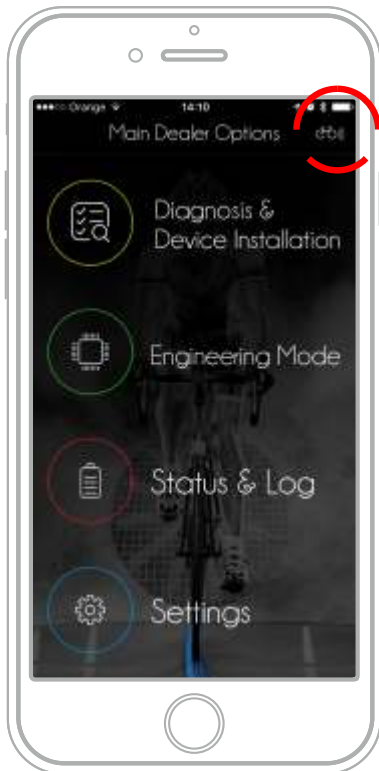 Orange
14:10
Main Dealer Options
Diagnosis &
Device Installation
Engineering Mode
Status & Log
Settings